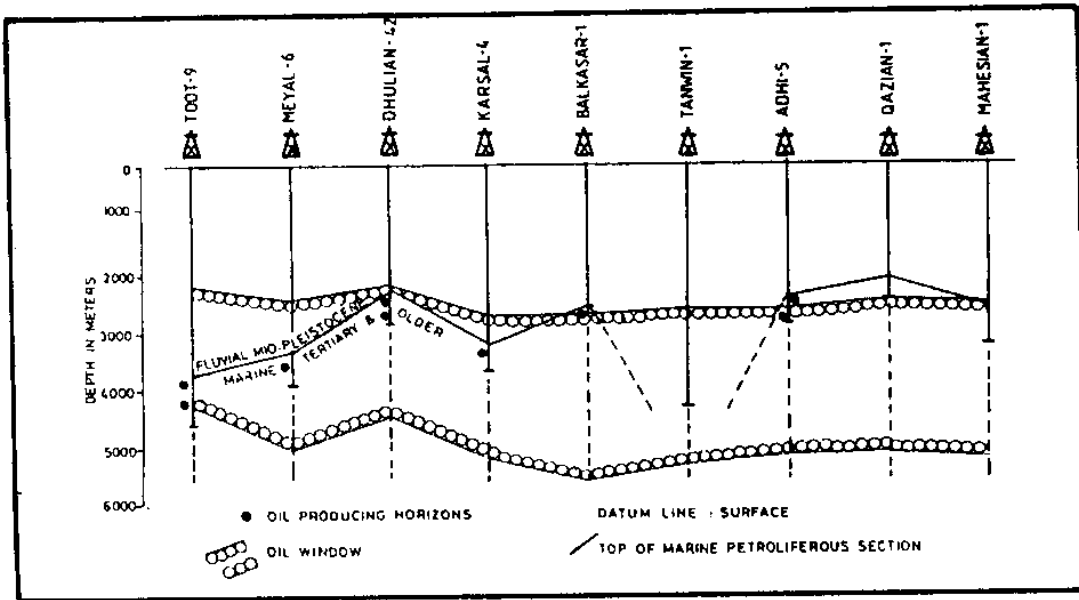 TOOT-9
MEYAL-6
DHULIAN-42
KARSAL-4
BALKASAR-1
TANWIN-1
ADHI-5
QAZIAN-1
MAHESIAN-1
DEPTH IN METERS
0
1000
2000
3000
4000
5000
6000
FLUVIAL MIO-PLEISTOCENE
MARINE TERTIARY & OLDER
OIL PRODUCING HORIZONS
DATUM LINE : SURFACE
OIL WINDOW
TOP OF MARINE PETROLIFEROUS SECTION